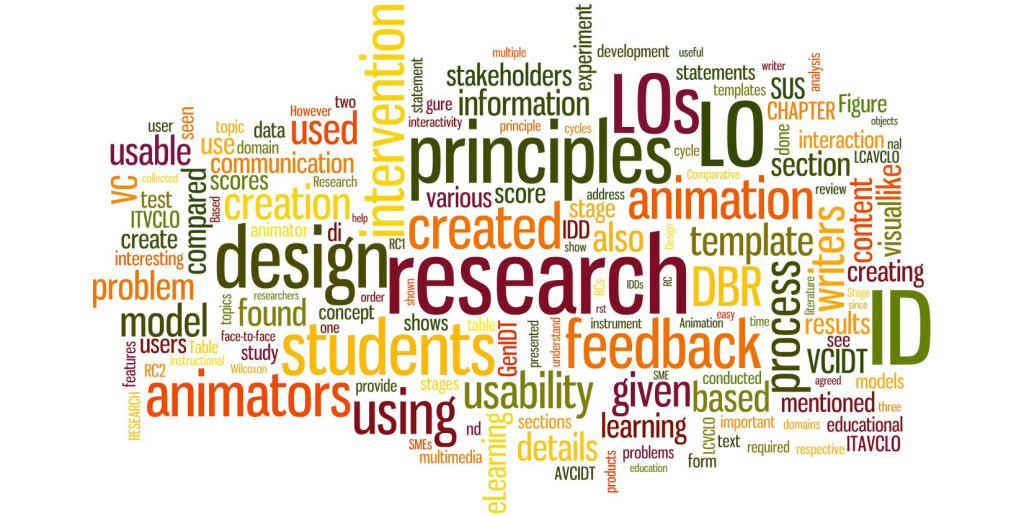 multiple
experiment
development
useful
intervention
statement
stakeholders
statements
writer
analysis
gure
information
LOs
LO
templates
SUS
CHAPTER
Figure
objects
However
two
interactivity
principle
cycles
user
seen
topic
data
used
principles
cycle
done
interaction
nal
usable
use
domain
communication
Comparative
section
LCAVCLO
VC
collected
compared
scores
Research
various
score
address
animation
review
content
visual
like
test
Based
creation
help
stage
writers
ITVCLO
animator
di
created
IDD
also
Design
template
create
design
RC1
show
literature
creating
interesting
research
RCs
IDDs
RC
DBR
process
Stage
since
ID
problem
researchers
order
shown
rst
easy
model
topics
found
concept
shows
table
instrument
Animation
time
results
features
users
Table
face-to-face
one
students
GenIDT
presented
understand
feedback
see
VCIDT
RC2
instructional
study
Wilcoxon
SME
conducted
agreed
models
RESEARCH
animators
provide
stages
usability
given
based
mentioned
three
using
nd
eLearning
sections
learning
LCVCLO
important
domains
educational
SMEs
details
text
required
respective
ITAVCLO
multimedia
AVCIDT
products
problems
education
form